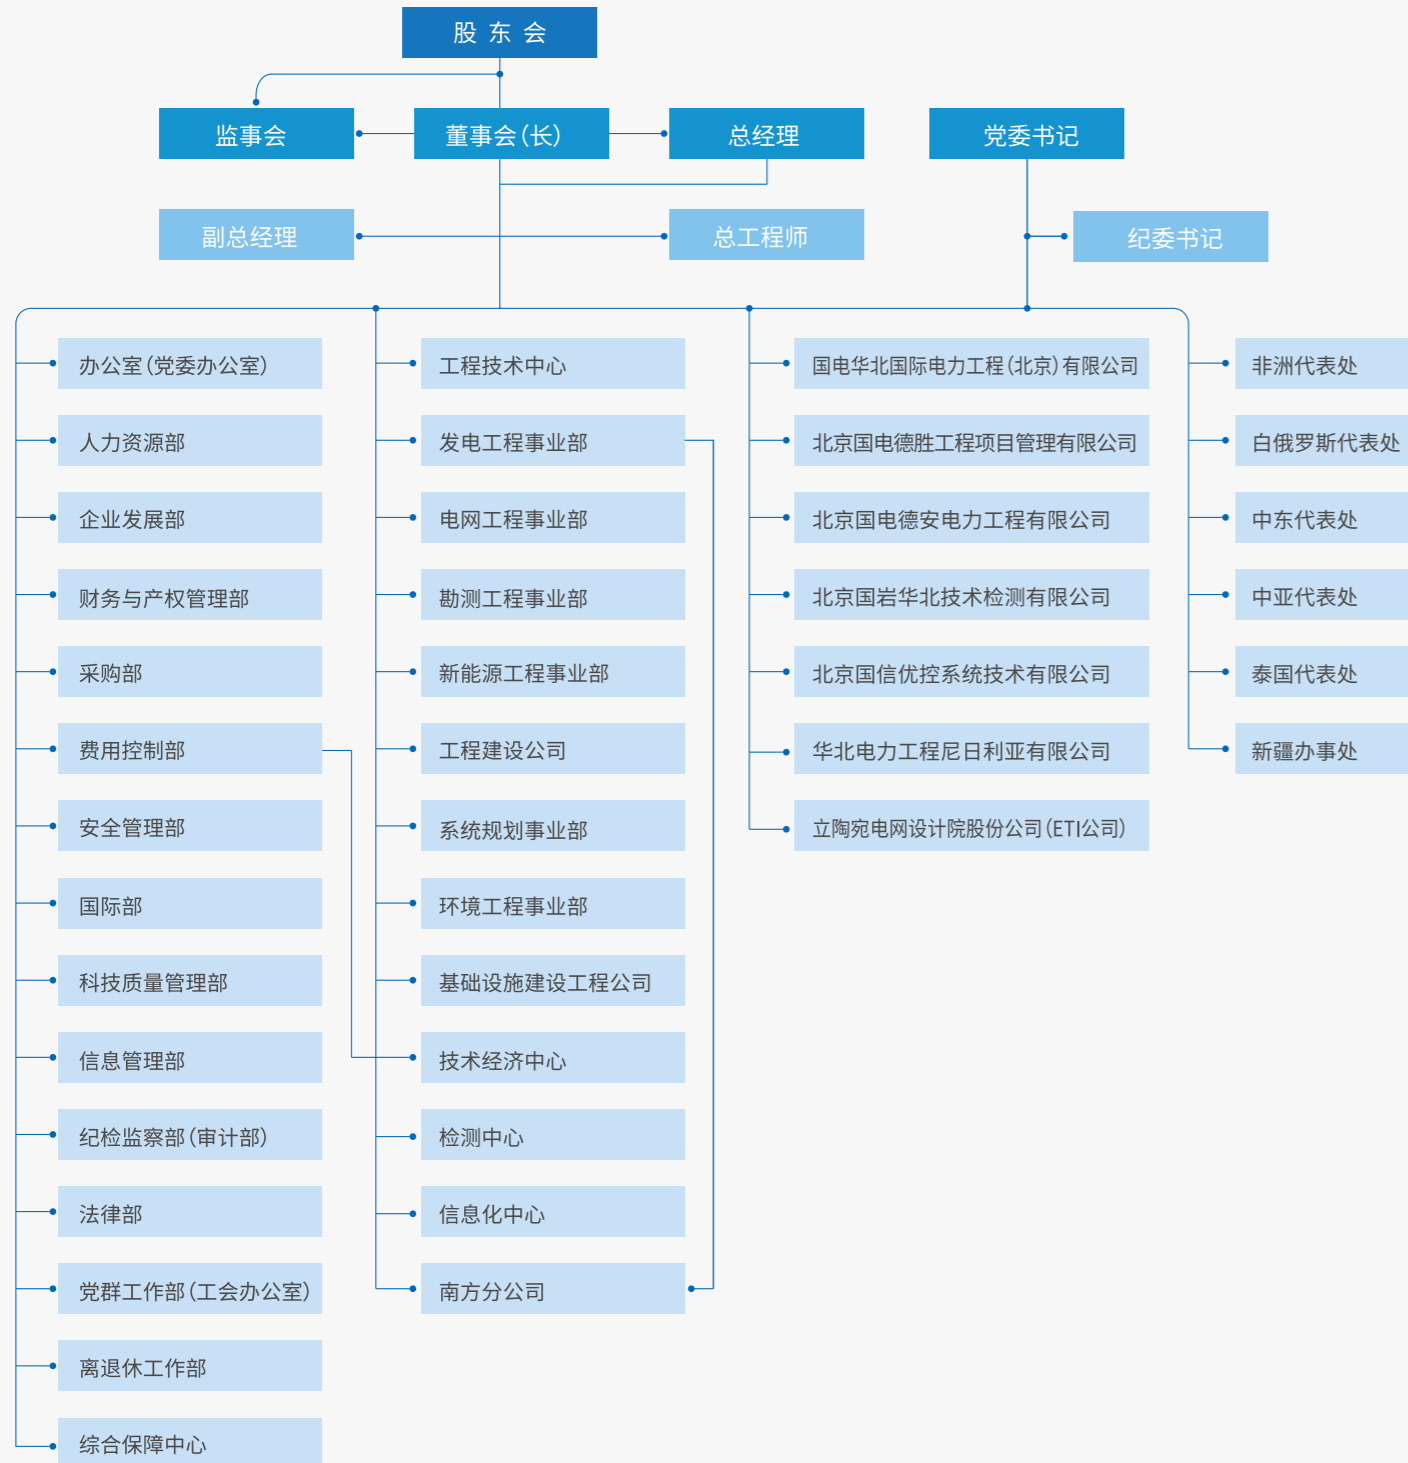 股东会
监事会
董事会(长)
总经理
党委书记
副总经理
总工程师
纪委书记
办公室(党委办公室)
人力资源部
企业发展部
财务与产权管理部
采购部
费用控制部
安全管理部
国际部
科技质量管理部
信息管理部
纪检监察部(审计部)
法律部
党群工作部(工会办公室)
离退休工作部
综合保障中心
工程技术中心
发电工程事业部
电网工程事业部
勘测工程事业部
新能源工程事业部
工程建设公司
系统规划事业部
环境工程事业部
基础设施建设工程公司
技术经济中心
检测中心
信息化中心
南方分公司
国电华北国际电力工程(北京)有限公司
北京国电德胜工程项目管理有限公司
北京国电德安电力工程有限公司
北京国岩华北技术检测有限公司
北京国信优控系统技术有限公司
华北电力工程尼日利亚有限公司
立陶宛电网设计院股份公司(ETI公司)
非洲代表处
白俄罗斯代表处
中东代表处
中亚代表处
泰国代表处
新疆办事处